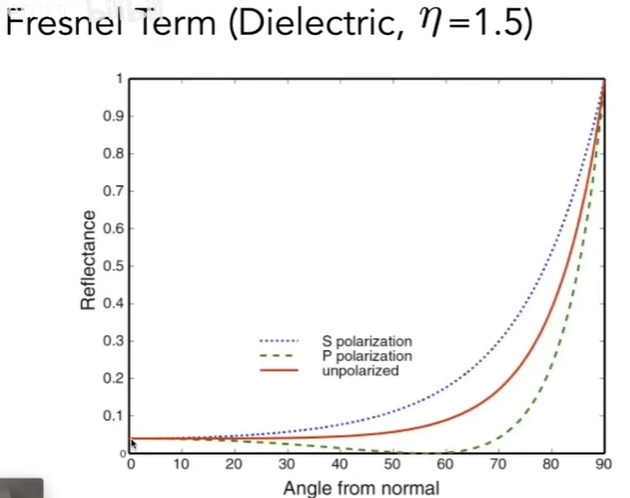 Fresnel Term (Dielectric, η=1.5)
1
0.9
0.8
0.7
0.6
0.5
0.4
0.3
0.2
0.1
0
Reflectance
S polarization
P polarization
unpolarized
0 10 20 30 40 50 60 70 80 90
Angle from normal